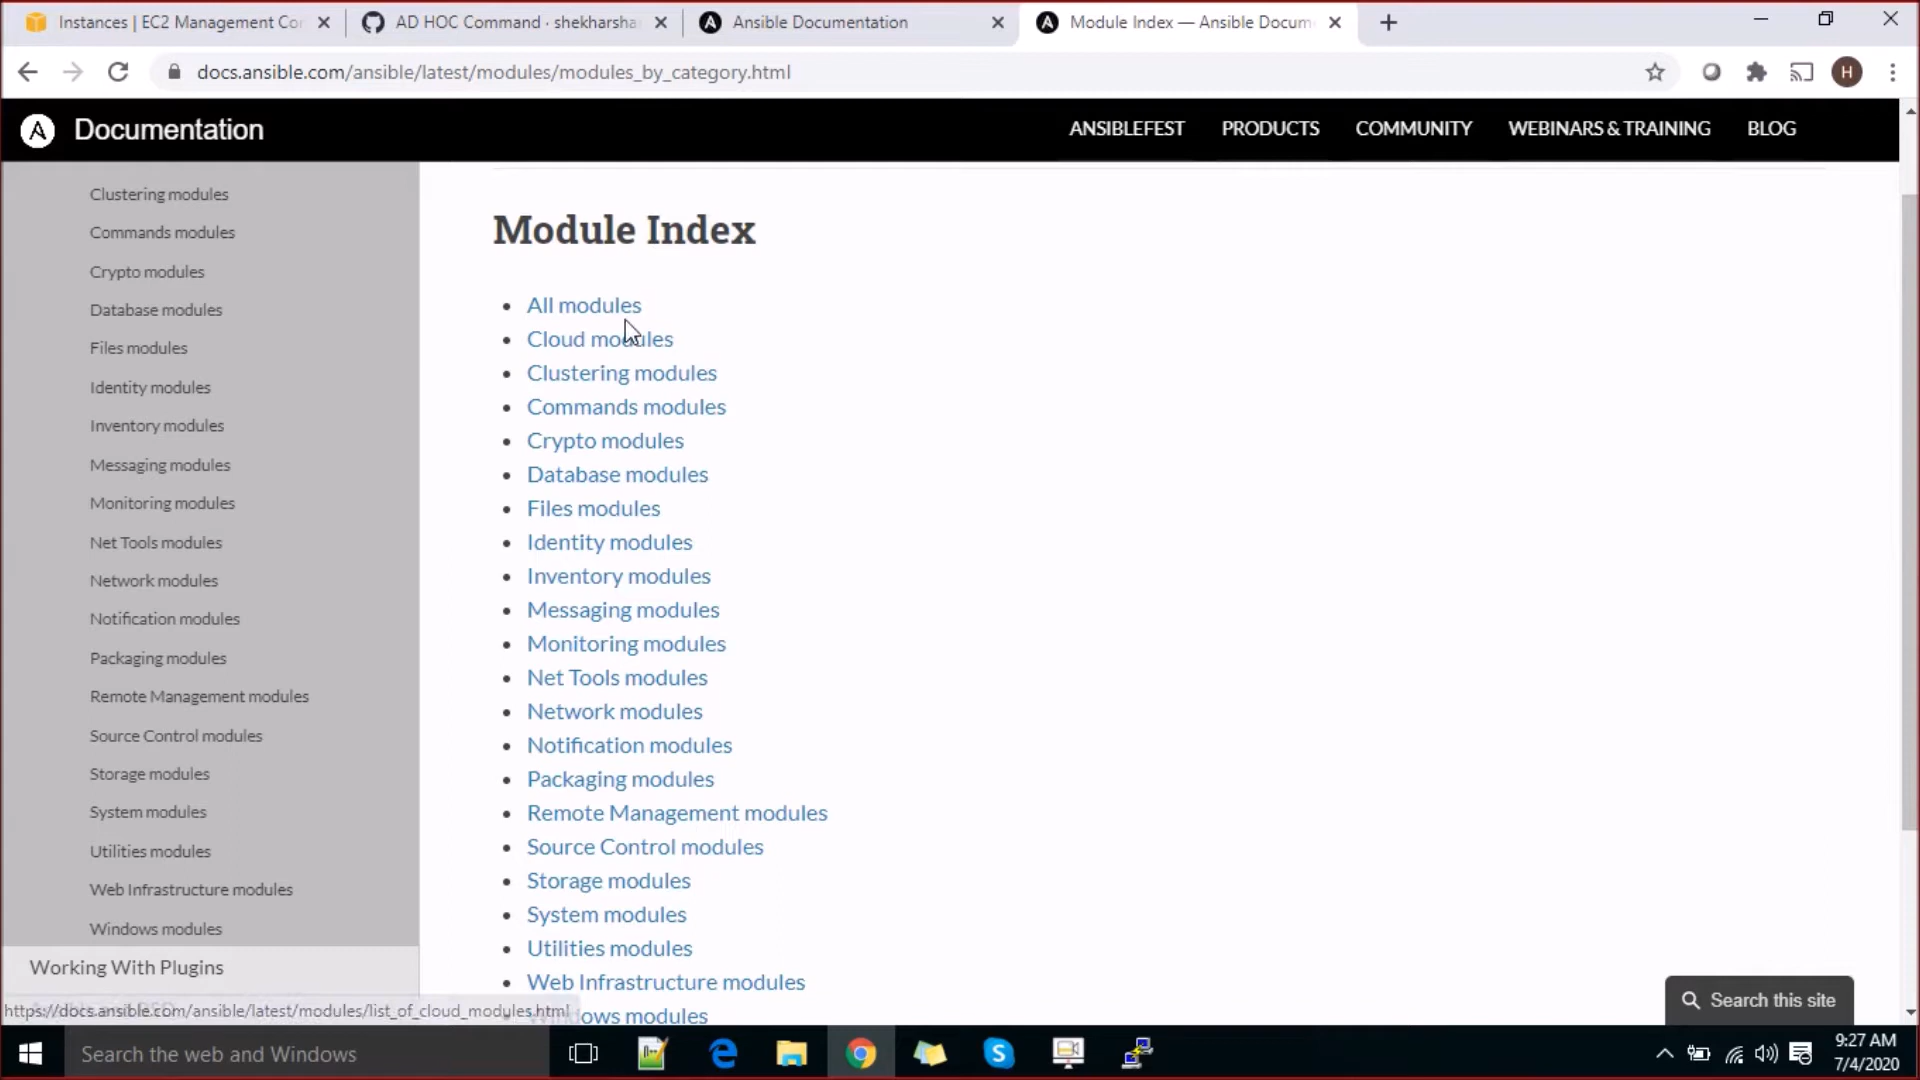 Instances | EC2 Management Co
AD HOC Command · shekharsha
Ansible Documentation
Module Index — Ansible Docum
docs.ansible.com/ansible/latest/modules/modules_by_category.html
H
A Documentation
ANSIBLEFEST PRODUCTS COMMUNITY WEBINARS & TRAINING BLOG
Clustering modules
Commands modules
Crypto modules
Database modules
Files modules
Identity modules
Inventory modules
Messaging modules
Monitoring modules
Net Tools modules
Network modules
Notification modules
Packaging modules
Remote Management modules
Source Control modules
Storage modules
System modules
Utilities modules
Web Infrastructure modules
Windows modules
Working With Plugins
Module Index
All modules
Cloud modules
Clustering modules
Commands modules
Crypto modules
Database modules
Files modules
Identity modules
Inventory modules
Messaging modules
Monitoring modules
Net Tools modules
Network modules
Notification modules
Packaging modules
Remote Management modules
Source Control modules
Storage modules
System modules
Utilities modules
Web Infrastructure modules
Windows modules
Search this site
https://docs.ansible.com/ansible/latest/modules/list_of_cloud_modules.html
Search the web and Windows
9:27 AM
7/4/2020